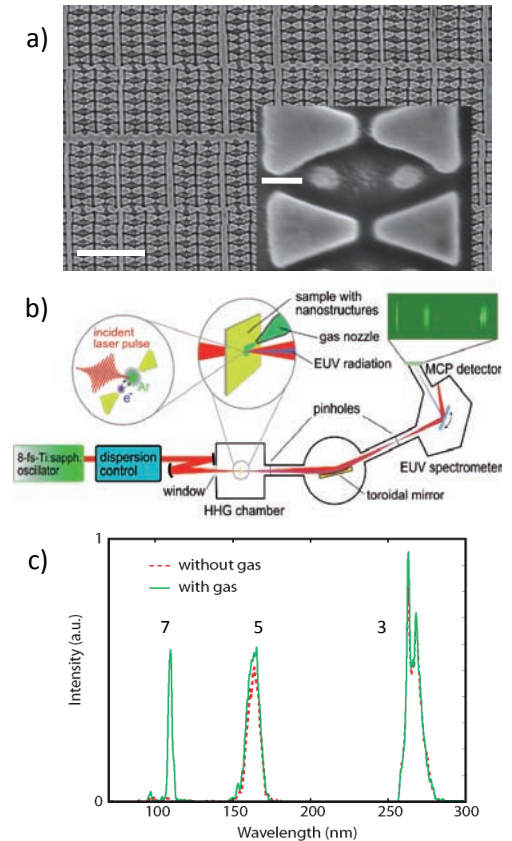 a)
b)
sample with
nanostructures
gas nozzle
EUV radiation
incident
laser pulse
Ar
e-
MCP detector
pinholes
EUV spectrometer
8-fs-Ti:sapph.
oscillator
dispersion
control
window
HHG chamber
toroidal mirror
c)
1
without gas
with gas
7
5
3
Intensity (a.u.)
0
100
150
200
250
300
Wavelength (nm)